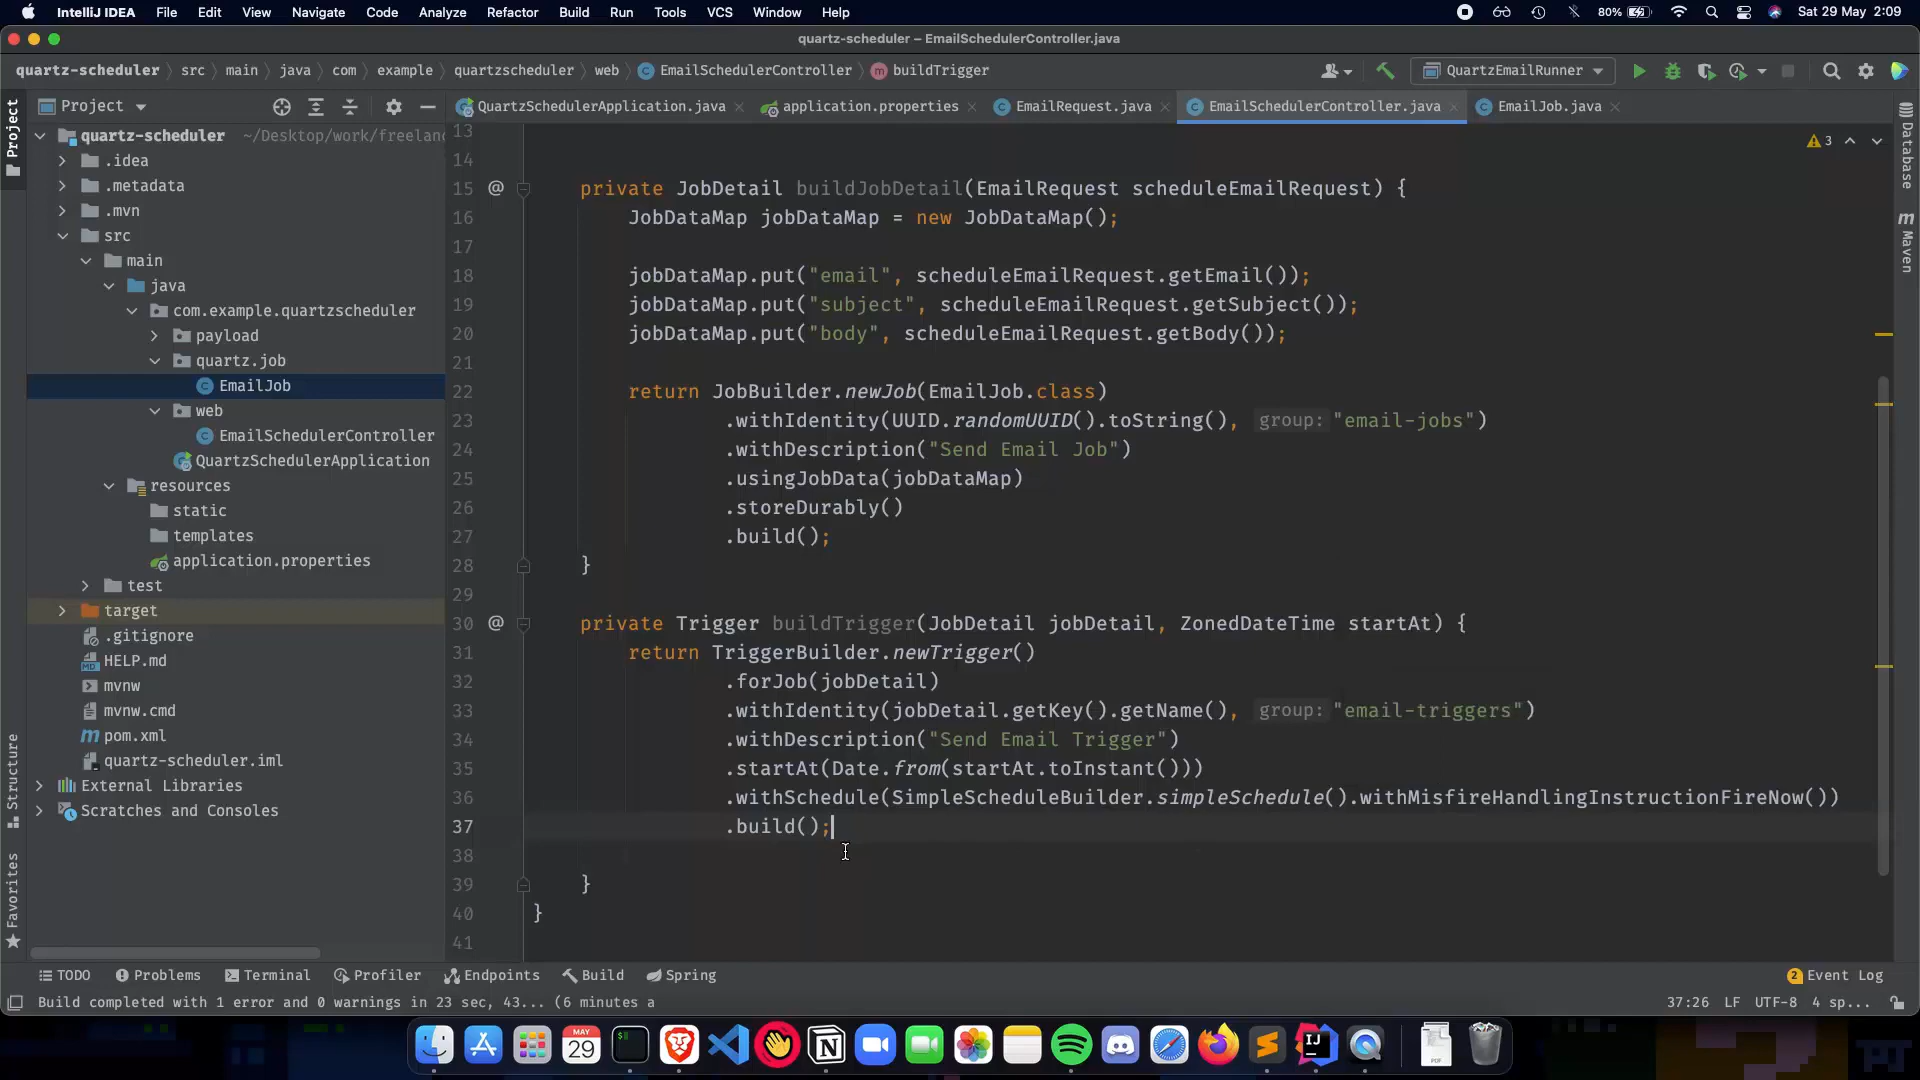 IntelliJ IDEA File Edit View Navigate Code Analyze Refactor Build Run Tools VCS Window Help 80% Sat 29 May 2:09
quartz-scheduler – EmailSchedulerController.java
quartz-scheduler src main java com example quartzscheduler web EmailSchedulerController buildTrigger QuartzEmailRunner
Project
QuartzSchedulerApplication.java application.properties EmailRequest.java EmailSchedulerController.java EmailJob.java
Project
Structure
Favorites
Database
Maven
3
quartz-scheduler ~/Desktop/work/freelanc
.idea
.metadata
.mvn
src
main
java
com.example.quartzscheduler
payload
quartz.job
EmailJob
web
EmailSchedulerController
QuartzSchedulerApplication
resources
static
templates
application.properties
test
target
.gitignore
HELP.md
mvnw
mvnw.cmd
pom.xml
quartz-scheduler.iml
External Libraries
Scratches and Consoles
13
14
15 @ private JobDetail buildJobDetail(EmailRequest scheduleEmailRequest) {
16 JobDataMap jobDataMap = new JobDataMap();
17
18 jobDataMap.put("email", scheduleEmailRequest.getEmail());
19 jobDataMap.put("subject", scheduleEmailRequest.getSubject());
20 jobDataMap.put("body", scheduleEmailRequest.getBody());
21
22 return JobBuilder.newJob(EmailJob.class)
23 .withIdentity(UUID.randomUUID().toString(), group: "email-jobs")
24 .withDescription("Send Email Job")
25 .usingJobData(jobDataMap)
26 .storeDurably()
27 .build();
28 }
29
30 @ private Trigger buildTrigger(JobDetail jobDetail, ZonedDateTime startAt) {
31 return TriggerBuilder.newTrigger()
32 .forJob(jobDetail)
33 .withIdentity(jobDetail.getKey().getName(), group: "email-triggers")
34 .withDescription("Send Email Trigger")
35 .startAt(Date.from(startAt.toInstant()))
36 .withSchedule(SimpleScheduleBuilder.simpleSchedule().withMisfireHandlingInstructionFireNow())
37 .build();
38
39 }
40 }
41
TODO Problems Terminal Profiler Endpoints Build Spring 2 Event Log
Build completed with 1 error and 0 warnings in 23 sec, 43... (6 minutes a 37:26 LF UTF-8 4 sp...
MAY
29
IJ
PDF